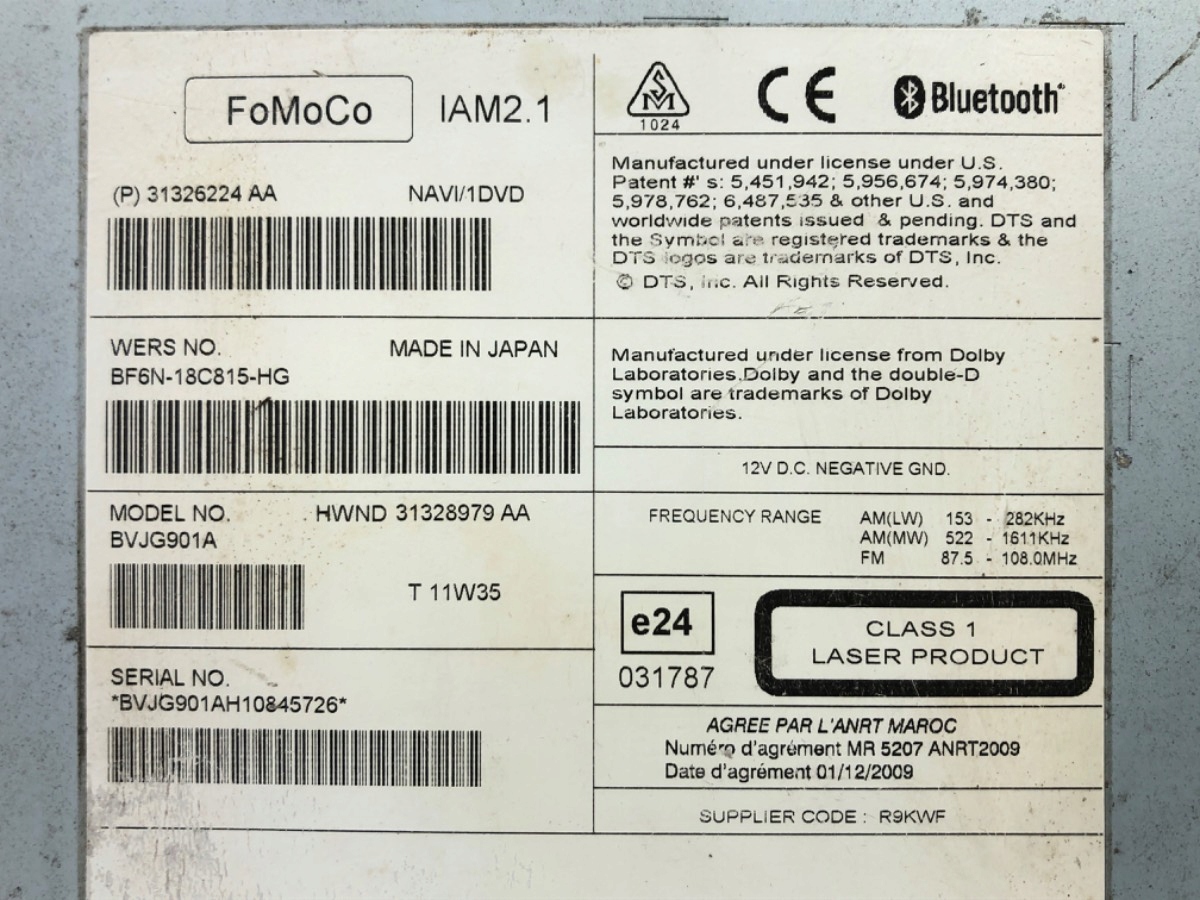 FoMoCo IAM2.1
(P) 31326224 AA NAVI/1DVD
WERS NO. MADE IN JAPAN
BF6N-18C815-HG
MODEL NO. HWND 31328979 AA
BVJG901A
T 11W35
SERIAL NO.
*BVJG901AH10845726*
SM
1024
CE
Bluetooth®
Manufactured under license under U.S.
Patent #' s: 5,451,942; 5,956,674; 5,974,380;
5,978,762; 6,487,535 & other U.S. and
worldwide patents issued & pending. DTS and
the Symbol are registered trademarks & the
DTS logos are trademarks of DTS, Inc.
© DTS, Inc. All Rights Reserved.
Manufactured under license from Dolby
Laboratories.Dolby and the double-D
symbol are trademarks of Dolby
Laboratories.
12V D.C. NEGATIVE GND.
FREQUENCY RANGE AM(LW) 153 - 282KHz
AM(MW) 522 - 1611KHz
FM 87.5 - 108.0MHz
e24
031787
CLASS 1
LASER PRODUCT
AGREE PAR L'ANRT MAROC
Numéro d'agrément MR 5207 ANRT2009
Date d'agrément 01/12/2009
SUPPLIER CODE : R9KWF